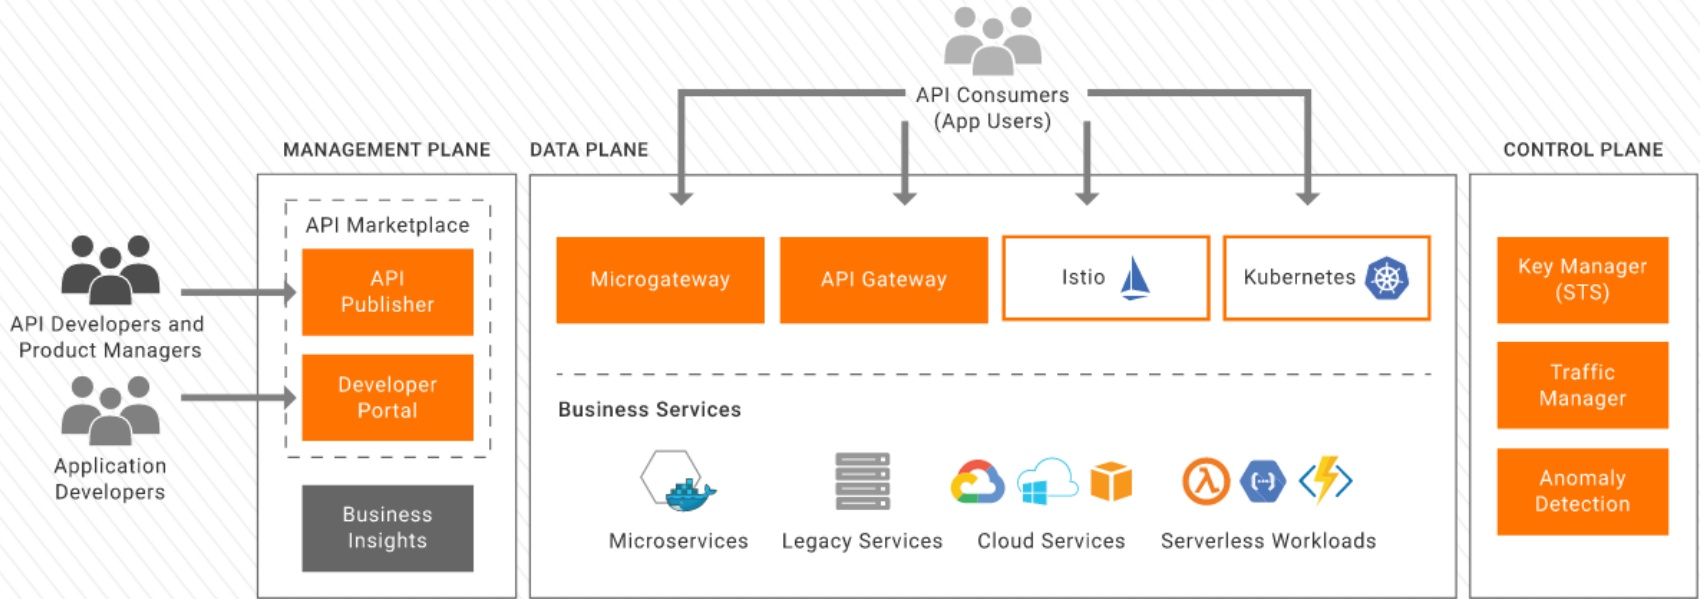 API Consumers
(App Users)
MANAGEMENT PLANE
DATA PLANE
CONTROL PLANE
API Marketplace
API
Publisher
Developer
Portal
Business
Insights
API Developers and
Product Managers
Application
Developers
Microgateway
API Gateway
Istio
Kubernetes
Business Services
Microservices
Legacy Services
Cloud Services
Serverless Workloads
Key Manager
(STS)
Traffic
Manager
Anomaly
Detection